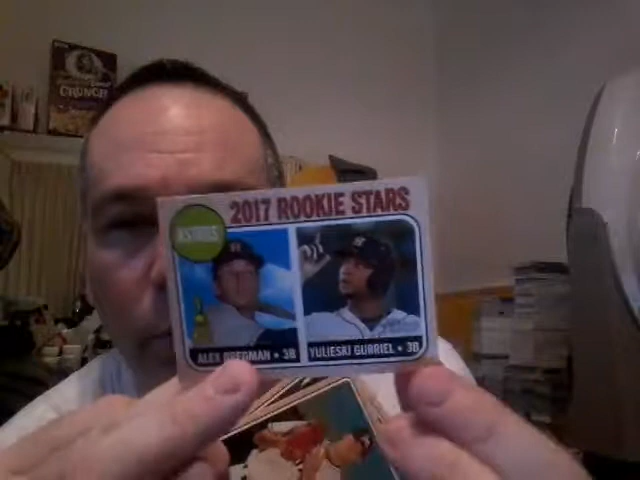 CRUNCH
2017 ROOKIE STARS
ASTROS
ALEX BREGMAN • 3B
YULIESKI GURRIEL • 3B